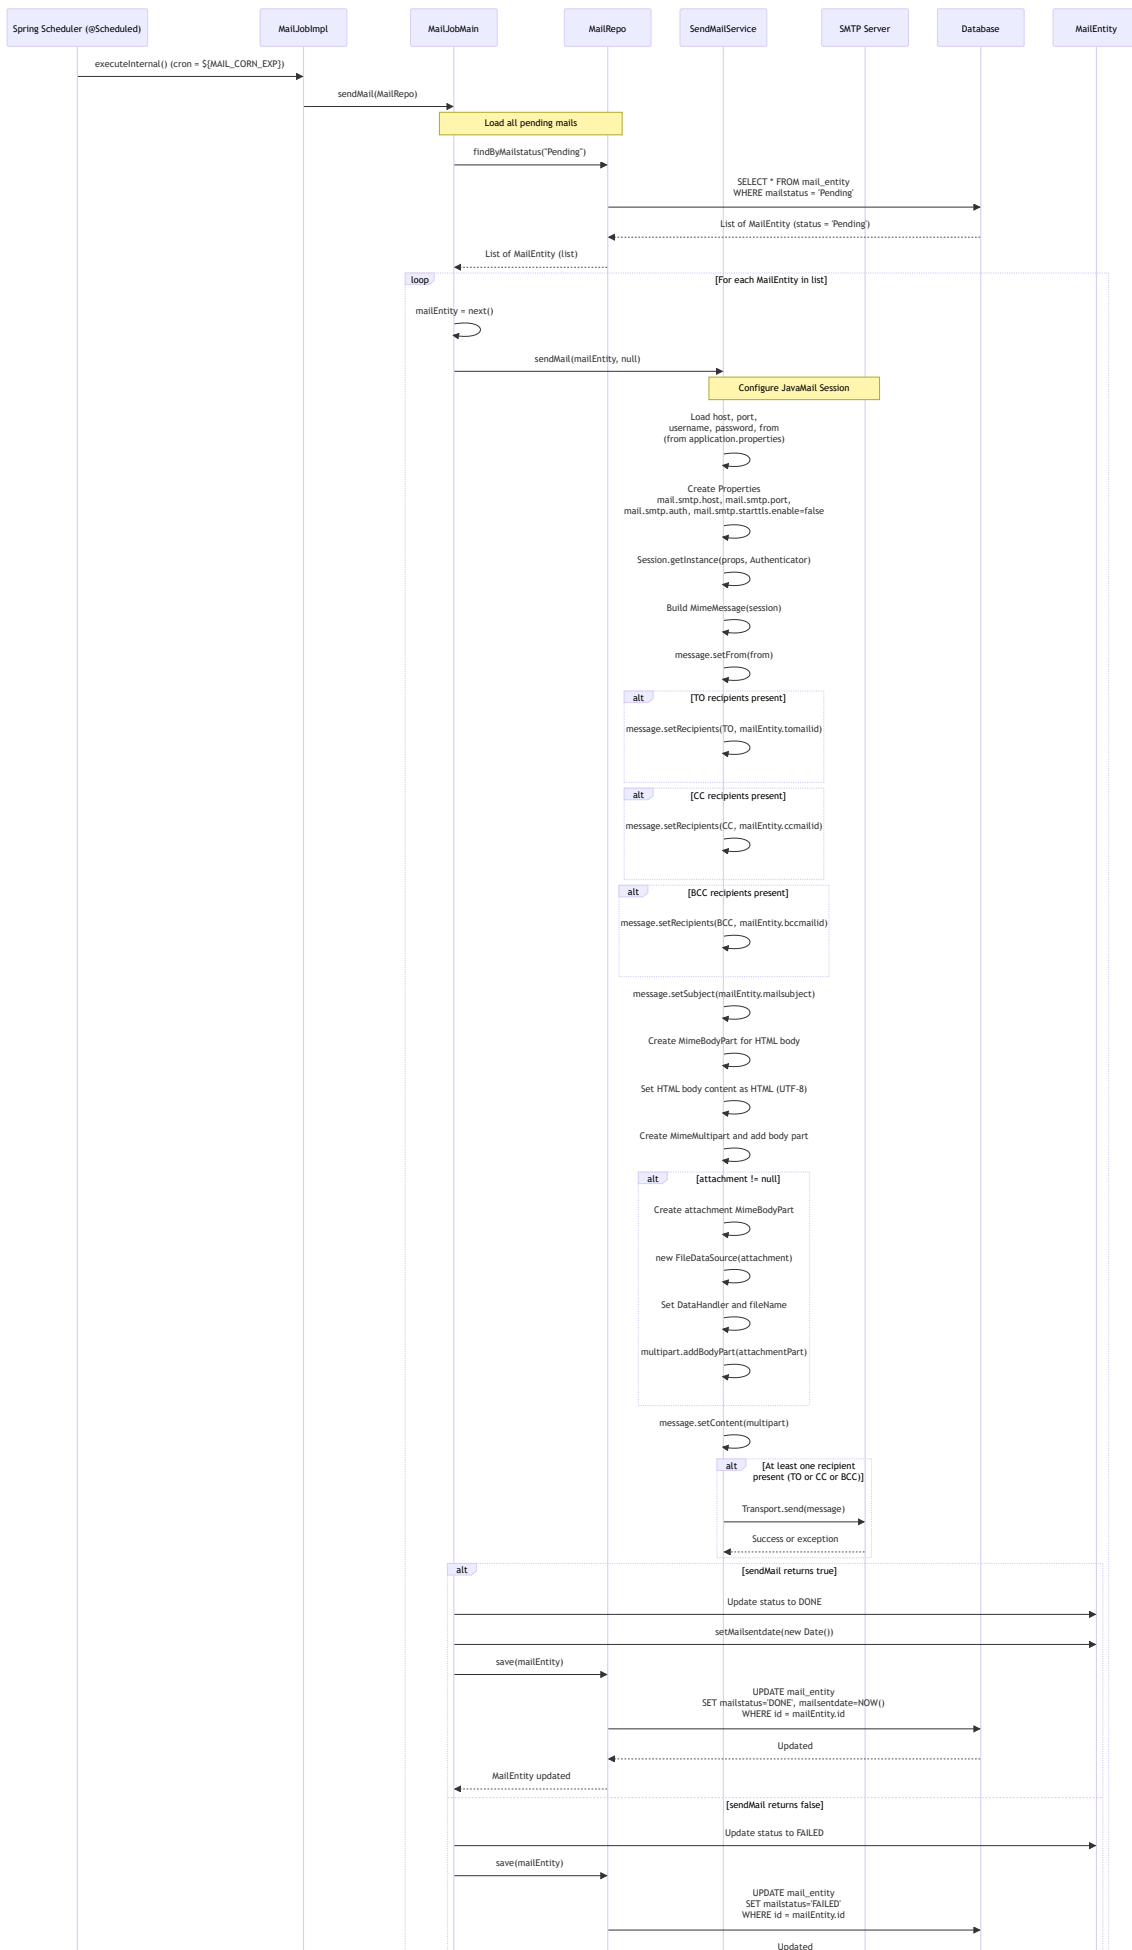 Spring Scheduler (@Scheduled)
MailJobImpl
MailJobMain
MailRepo
SendMailService
SMTP Server
Database
MailEntity
executeInternal() (cron = ${MAIL_CORN_EXP})
sendMail(MailRepo)
Load all pending mails
findByMailstatus("Pending")
SELECT * FROM mail_entity
WHERE mailstatus = 'Pending'
List of MailEntity (status = 'Pending')
List of MailEntity (list)
loop
[For each MailEntity in list]
mailEntity = next()
sendMail(mailEntity, null)
Configure JavaMail Session
Load host, port,
username, password, from
(from application.properties)
Create Properties
mail.smtp.host, mail.smtp.port,
mail.smtp.auth, mail.smtp.starttls.enable=false
Session.getInstance(props, Authenticator)
Build MimeMessage(session)
message.setFrom(from)
alt
[TO recipients present]
message.setRecipients(TO, mailEntity.tomailid)
alt
[CC recipients present]
message.setRecipients(CC, mailEntity.ccmailid)
alt
[BCC recipients present]
message.setRecipients(BCC, mailEntity.bccmailid)
message.setSubject(mailEntity.mailsubject)
Create MimeBodyPart for HTML body
Set HTML body content as HTML (UTF-8)
Create MimeMultipart and add body part
alt
[attachment != null]
Create attachment MimeBodyPart
new FileDataSource(attachment)
Set DataHandler and fileName
multipart.addBodyPart(attachmentPart)
message.setContent(multipart)
alt
[At least one recipient
present (TO or CC or BCC)]
Transport.send(message)
Success or exception
alt
[sendMail returns true]
Update status to DONE
setMailsentdate(new Date())
save(mailEntity)
UPDATE mail_entity
SET mailstatus='DONE', mailsentdate=NOW()
WHERE id = mailEntity.id
Updated
MailEntity updated
[sendMail returns false]
Update status to FAILED
save(mailEntity)
UPDATE mail_entity
SET mailstatus='FAILED'
WHERE id = mailEntity.id
Updated